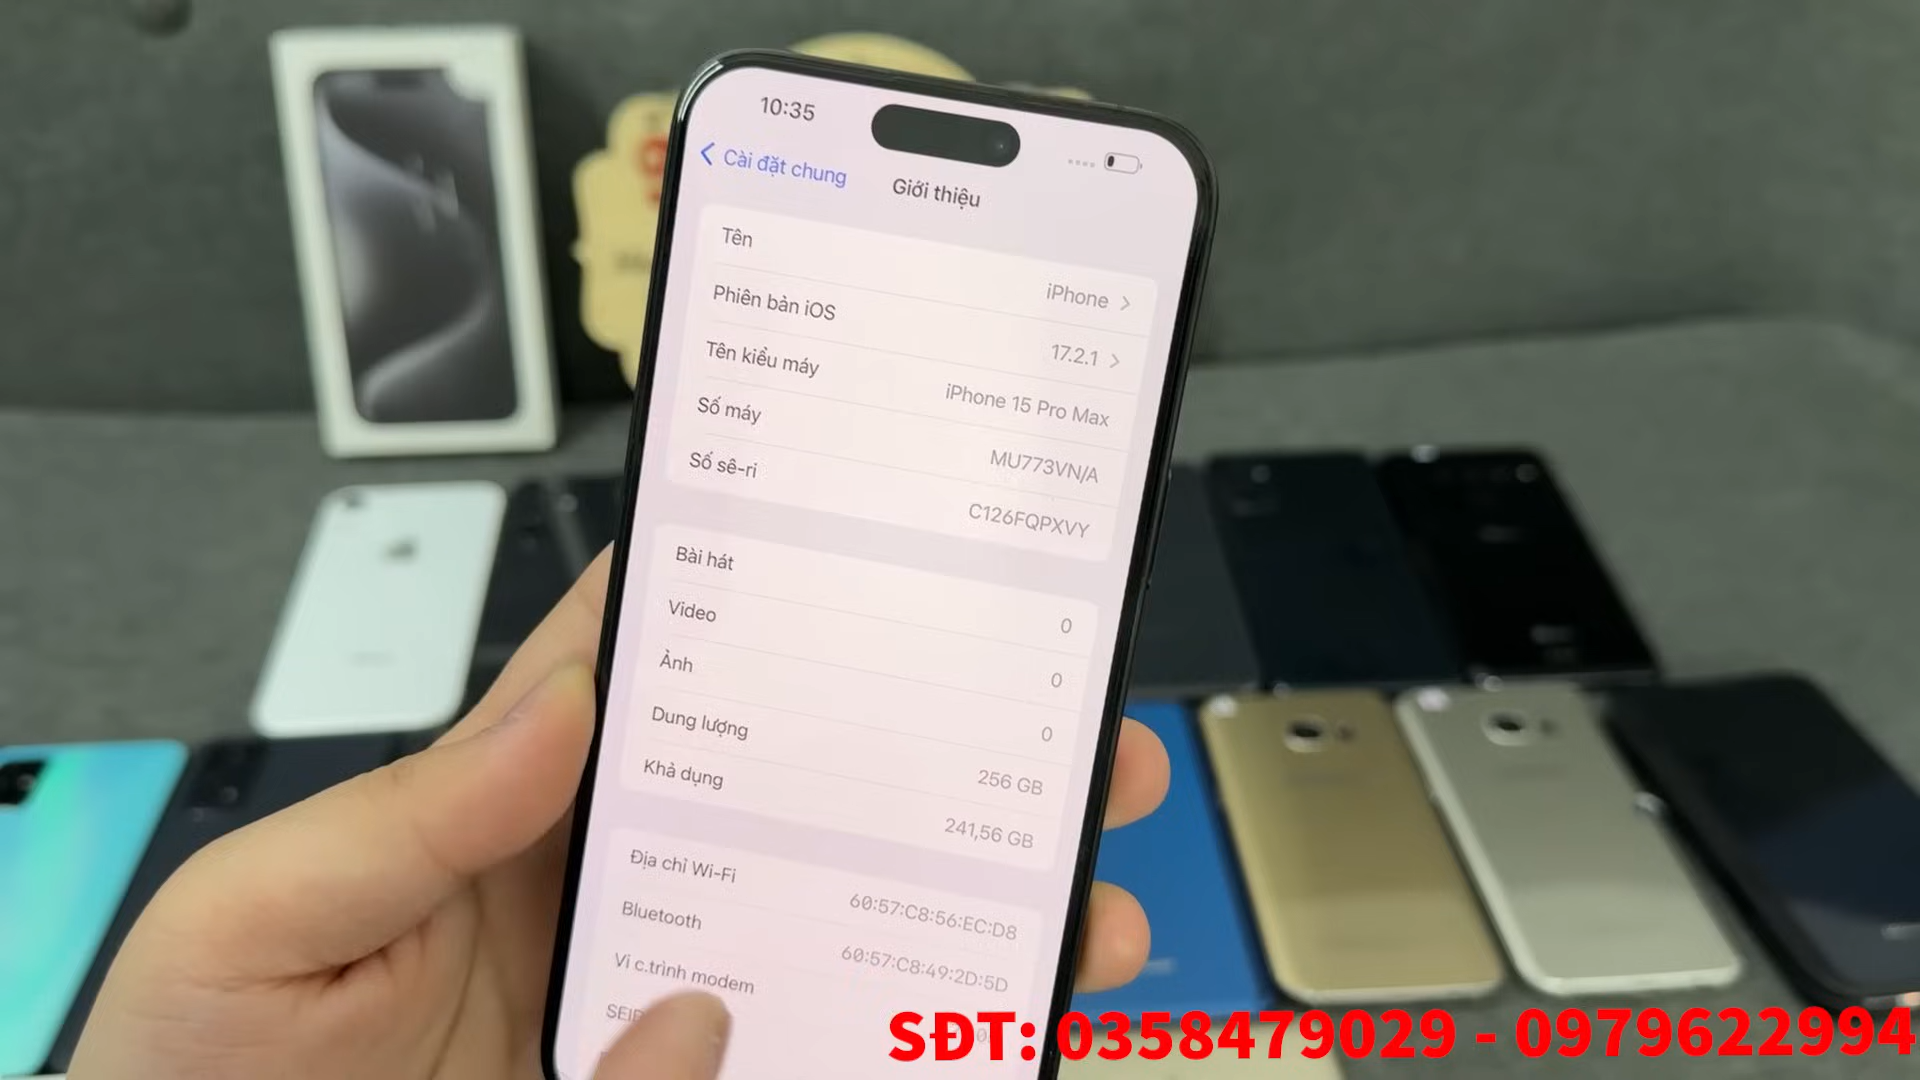 10:35
Cài đặt chung
Giới thiệu
Tên
iPhone
Phiên bản iOS
17.2.1
Tên kiểu máy
iPhone 15 Pro Max
Số máy
MU773VN/A
Số sê-ri
C126FQPXVY
Bài hát
0
Video
0
Ảnh
0
Dung lượng
256 GB
Khả dụng
241,56 GB
Địa chỉ Wi-Fi
60:57:C8:56:EC:D8
Bluetooth
60:57:C8:49:2D:5D
Vi c.trình modem
SEID
SĐT: 0358479029 - 0979622994